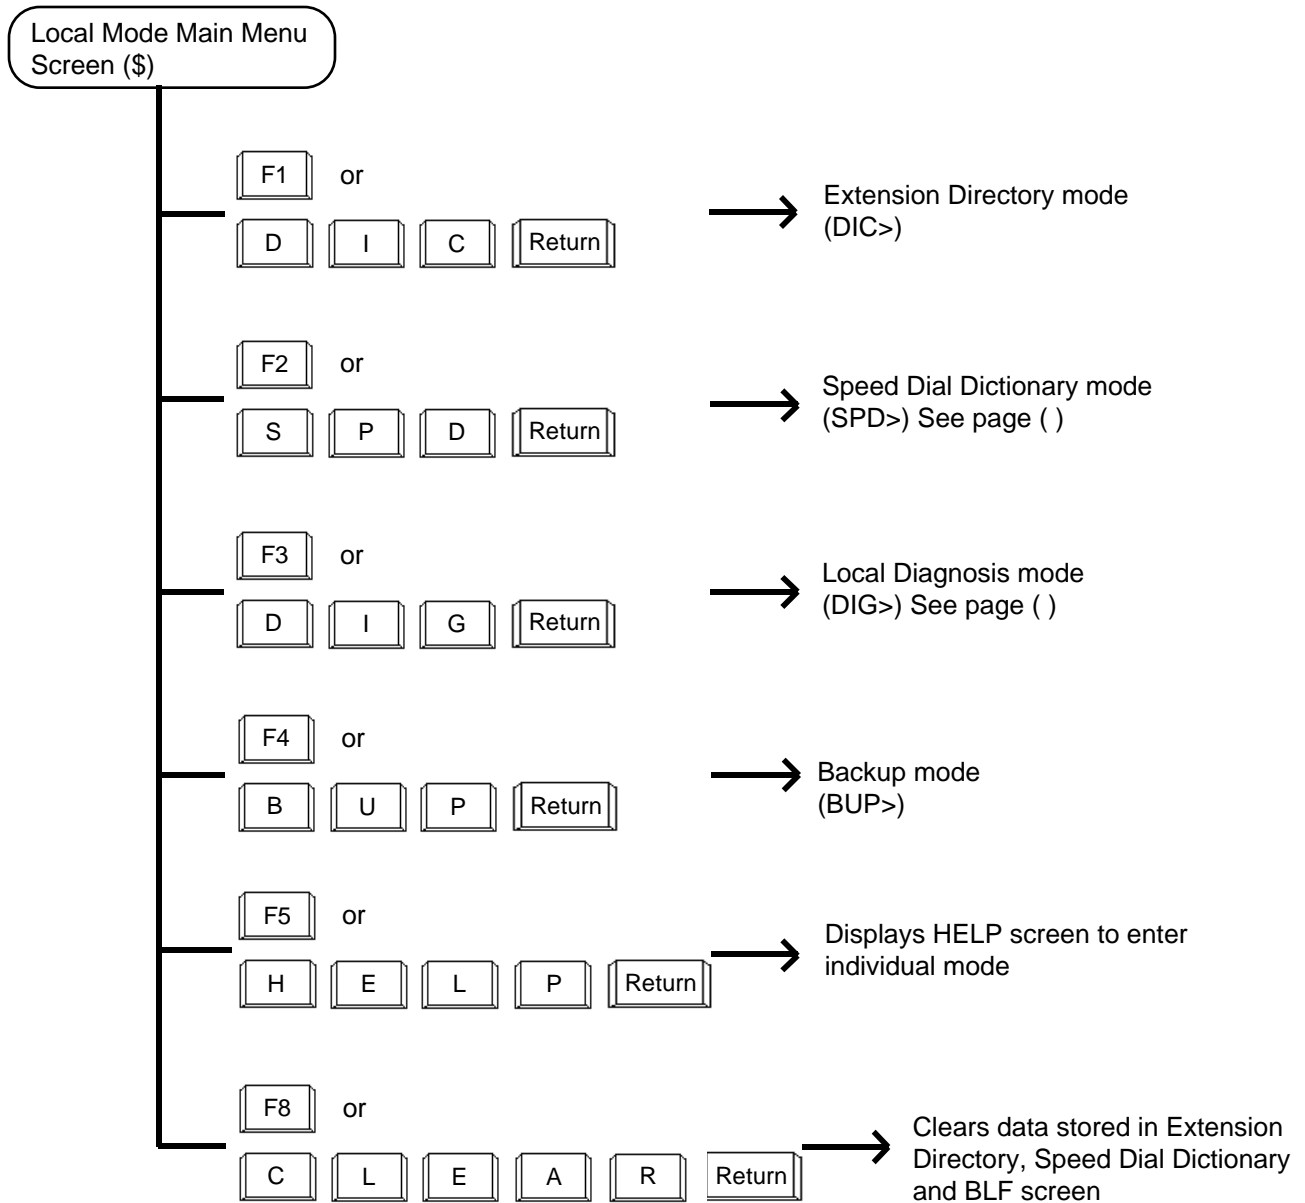 Local Mode Main Menu
Screen ($)
F1 or
D I C Return
Extension Directory mode
(DIC>)
F2 or
S P D Return
Speed Dial Dictionary mode
(SPD>) See page ( )
F3 or
D I G Return
Local Diagnosis mode
(DIG>) See page ( )
F4 or
B U P Return
Backup mode
(BUP>)
F5 or
H E L P Return
Displays HELP screen to enter
individual mode
F8 or
C L E A R Return
Clears data stored in Extension
Directory, Speed Dial Dictionary
and BLF screen